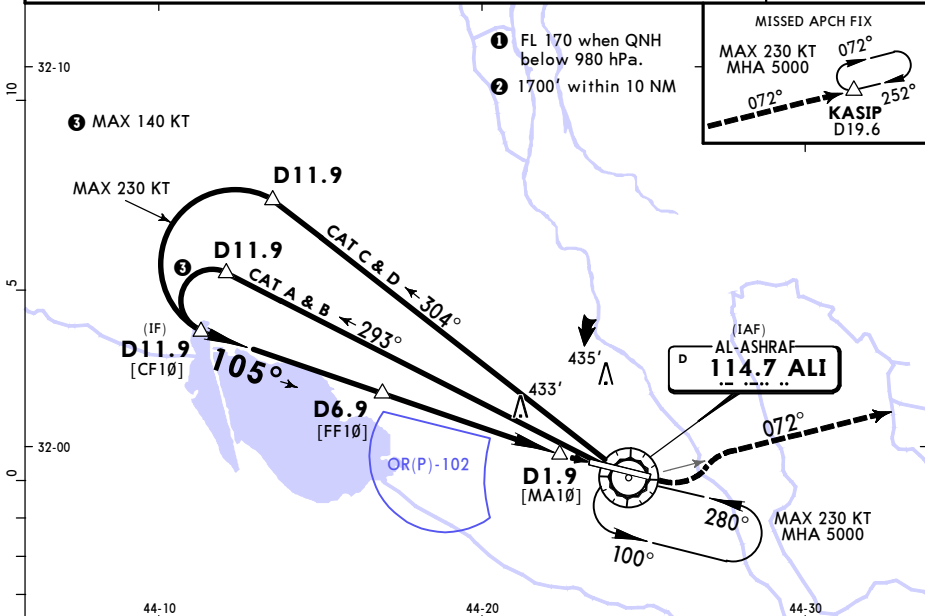 32-10
10
❶ FL 170 when QNH
below 980 hPa.
❷ 1700' within 10 NM
❸ MAX 140 KT
MISSED APCH FIX
MAX 230 KT
MHA 5000
072°
072°
252°
KASIP
D19.6
MAX 230 KT
D11.9
D11.9
❸
CAT C & D
304°
CAT A & B
293°
5
(IF)
D11.9
[CF1Ø]
105°
D6.9
[FF1Ø]
433'
435'
(IAF)
AL-ASHRAF
D 114.7 ALI
072°
32-00
0
OR(P)-102
D1.9
[MA1Ø]
280°
100°
MAX 230 KT
MHA 5000
44-10
44-20
44-30